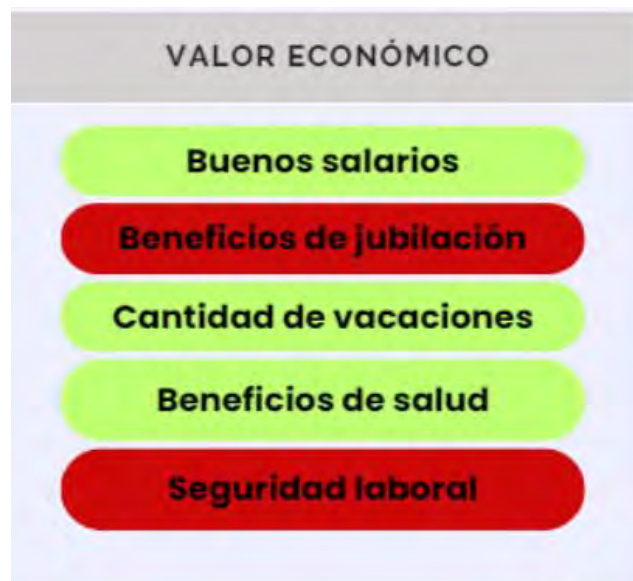 VALOR ECONÓMICO
Buenos salarios
Beneficios de jubilación
Cantidad de vacaciones
Beneficios de salud
Seguridad laboral